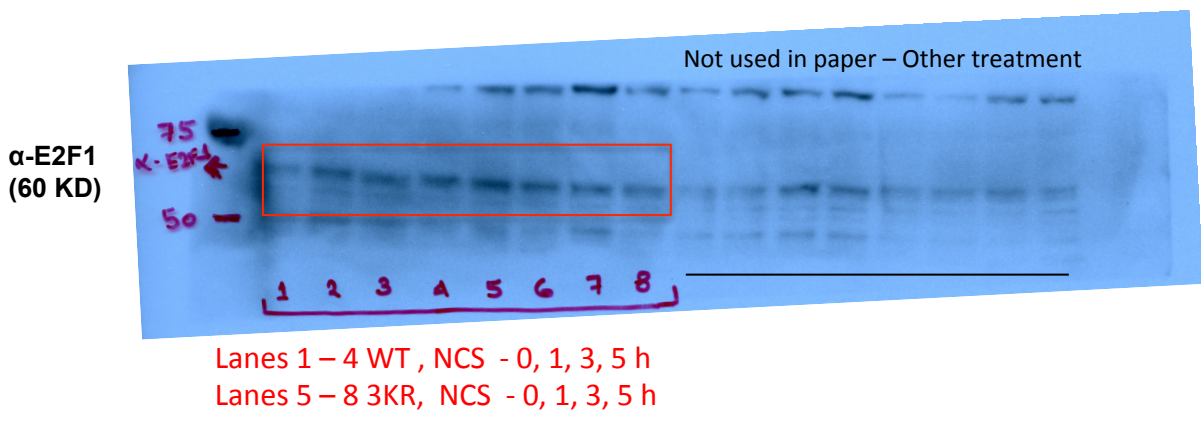 Not used in paper – Other treatment
α-E2F1
(60 KD)
75
α-E2F1
50
1 2 3 4 5 6 7 8
Lanes 1 – 4 WT , NCS - 0, 1, 3, 5 h
Lanes 5 – 8 3KR, NCS - 0, 1, 3, 5 h